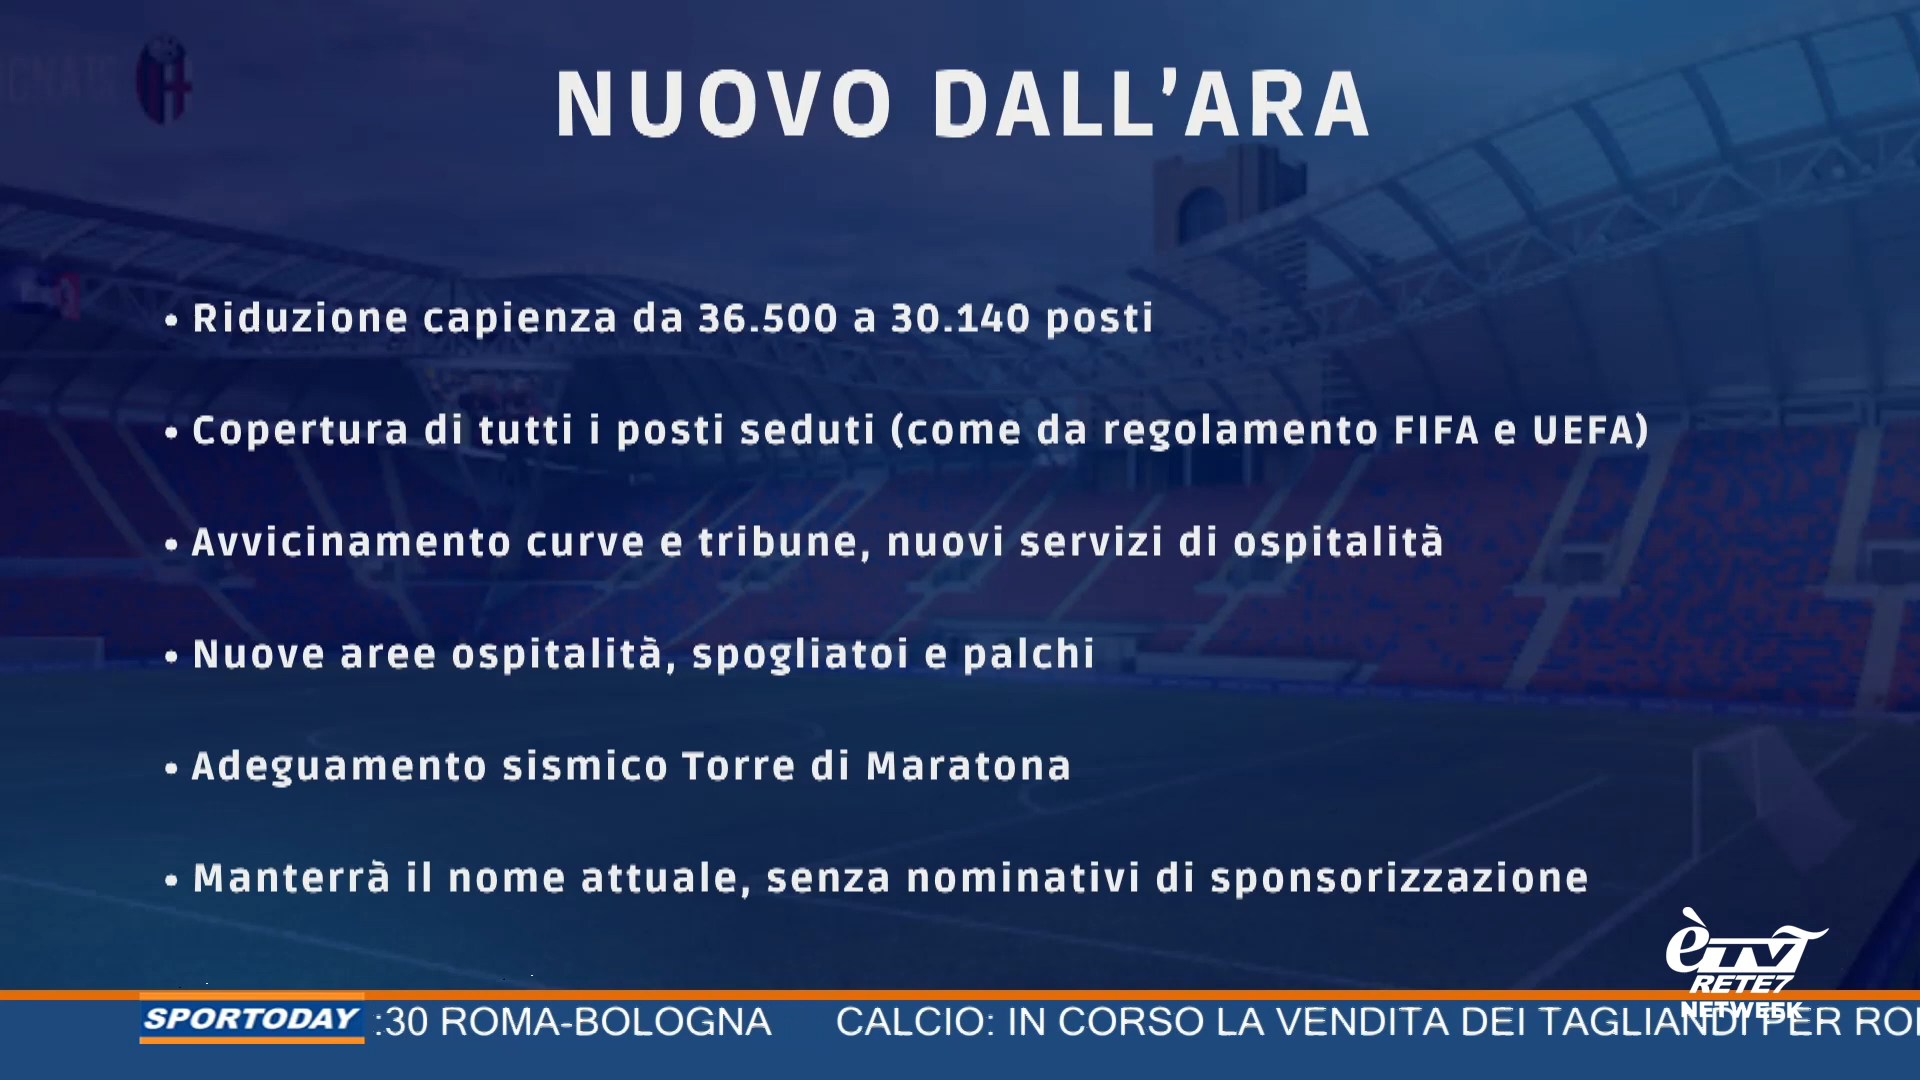 NUOVO DALL'ARA
• Riduzione capienza da 36.500 a 30.140 posti
• Copertura di tutti i posti seduti (come da regolamento FIFA e UEFA)
• Avvicinamento curve e tribune, nuovi servizi di ospitalità
• Nuove aree ospitalità, spogliatoi e palchi
• Adeguamento sismico Torre di Maratona
• Manterrà il nome attuale, senza nominativi di sponsorizzazione
èTV
RETE7
NETWEEK
SPORTODAY :30 ROMA-BOLOGNA CALCIO: IN CORSO LA VENDITA DEI TAGLIANDI PER